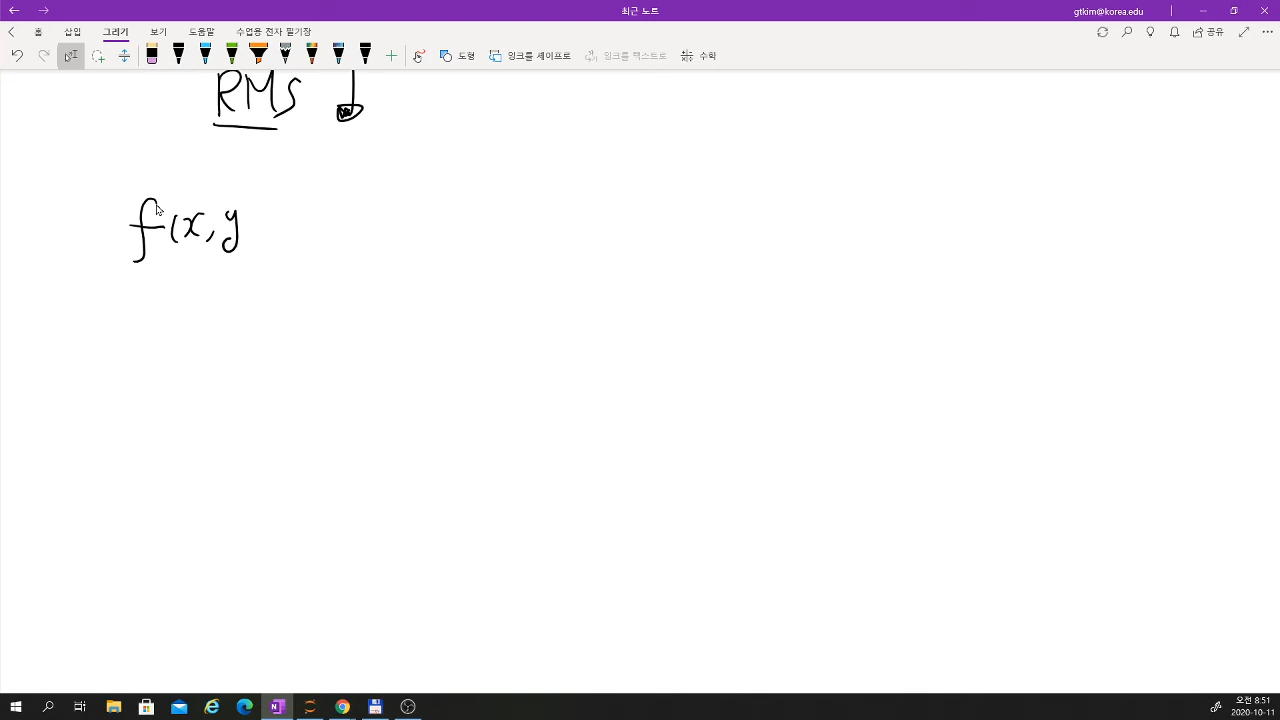 최근 노트
gtkim@korea.edu
홈 삽입 그리기 보기 도움말 수업용 전자 필기장
공유
도형 잉크를 셰이프로 잉크를 텍스트로 수학
RMS
f(x, y
오전 8:51
2020-10-11